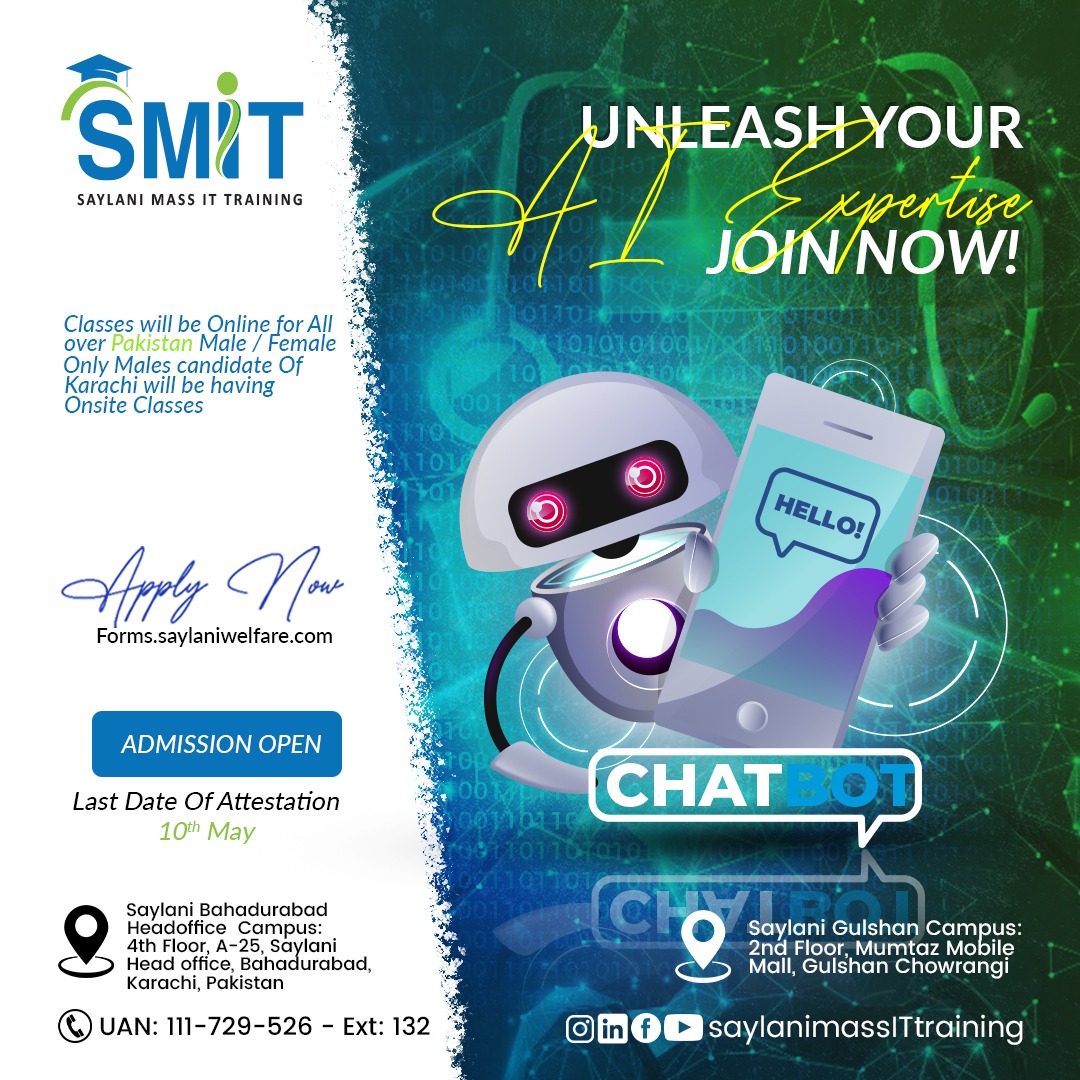 SMIT
SAYLANI MASS IT TRAINING
UNLEASH YOUR
AI Expertise
JOIN NOW!
Classes will be Online for All
over Pakistan Male / Female
Only Males candidate Of
Karachi will be having
Onsite Classes
HELLO!
Apply Now
Forms.saylaniwelfare.com
ADMISSION OPEN
Last Date Of Attestation
10th May
CHATBOT
Saylani Bahadurabad
Headoffice Campus:
4th Floor, A-25, Saylani
Head office, Bahadurabad,
Karachi, Pakistan
UAN: 111-729-526 - Ext: 132
Saylani Gulshan Campus:
2nd Floor, Mumtaz Mobile
Mall, Gulshan Chowrangi
saylanimassITtraining